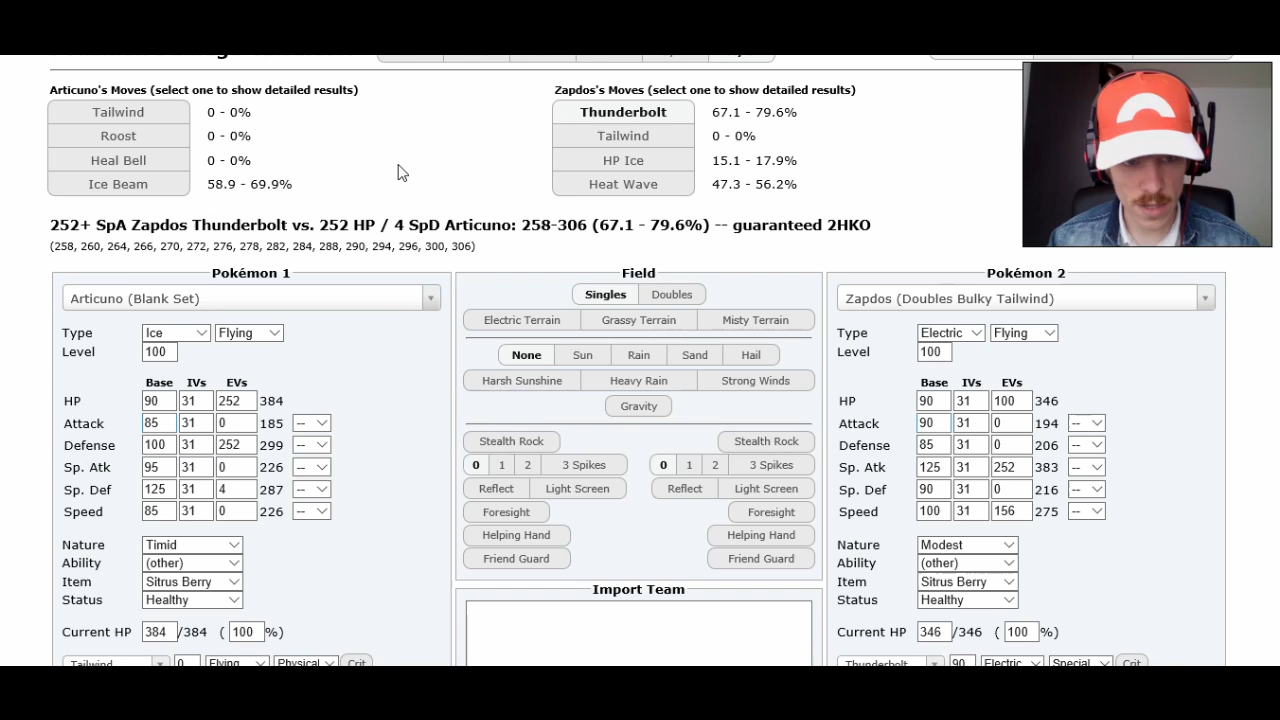 Articuno's Moves (select one to show detailed results)
Tailwind 0 - 0%
Roost 0 - 0%
Heal Bell 0 - 0%
Ice Beam 58.9 - 69.9%
Zapdos's Moves (select one to show detailed results)
Thunderbolt 67.1 - 79.6%
Tailwind 0 - 0%
HP Ice 15.1 - 17.9%
Heat Wave 47.3 - 56.2%
252+ SpA Zapdos Thunderbolt vs. 252 HP / 4 SpD Articuno: 258-306 (67.1 - 79.6%) -- guaranteed 2HKO
(258, 260, 264, 266, 270, 272, 276, 278, 282, 284, 288, 290, 294, 296, 300, 306)
Pokémon 1
Articuno (Blank Set)
Type Ice Flying
Level 100
Base IVs EVs
HP 90 31 252 384
Attack 85 31 0 185 --
Defense 100 31 252 299 --
Sp. Atk 95 31 0 226 --
Sp. Def 125 31 4 287 --
Speed 85 31 0 226 --
Nature Timid
Ability (other)
Item Sitrus Berry
Status Healthy
Current HP 384 /384 ( 100 %)
Tailwind 0 Flying Physical Crit
Field
Singles Doubles
Electric Terrain Grassy Terrain Misty Terrain
None Sun Rain Sand Hail
Harsh Sunshine Heavy Rain Strong Winds
Gravity
Stealth Rock Stealth Rock
0 1 2 3 Spikes 0 1 2 3 Spikes
Reflect Light Screen Reflect Light Screen
Foresight Foresight
Helping Hand Helping Hand
Friend Guard Friend Guard
Import Team
Pokémon 2
Zapdos (Doubles Bulky Tailwind)
Type Electric Flying
Level 100
Base IVs EVs
HP 90 31 100 346
Attack 90 31 0 194 --
Defense 85 31 0 206 --
Sp. Atk 125 31 252 383 --
Sp. Def 90 31 0 216 --
Speed 100 31 156 275 --
Nature Modest
Ability (other)
Item Sitrus Berry
Status Healthy
Current HP 346 /346 ( 100 %)
Thunderbolt 90 Electric Special Crit